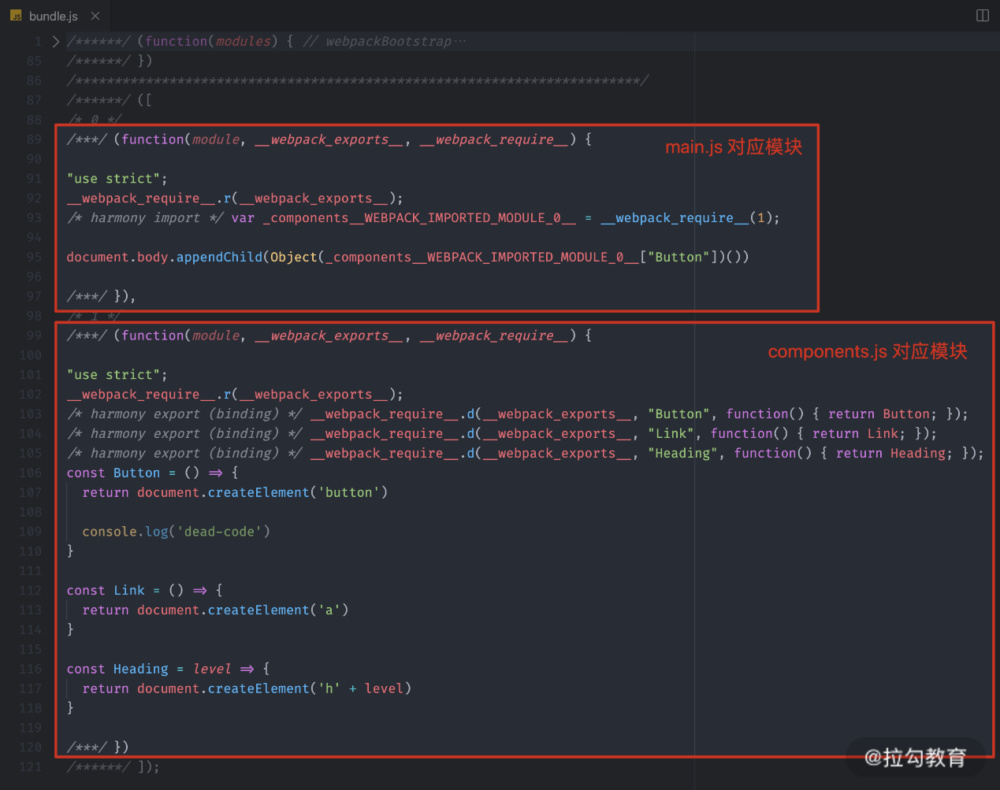 JS bundle.js ×
1 > /******/ (function(modules) { // webpackBootstrap…
85 /******/ })
86 /************************************************************************/
87 /******/ ([
88 /* 0 */
89 /***/ (function(module, __webpack_exports__, __webpack_require__) {
main.js 对应模块
90
91 "use strict";
92 __webpack_require__.r(__webpack_exports__);
93 /* harmony import */ var _components__WEBPACK_IMPORTED_MODULE_0__ = __webpack_require__(1);
94
95 document.body.appendChild(Object(_components__WEBPACK_IMPORTED_MODULE_0__["Button"])())
96
97 /***/ }),
98 /* 1 */
99 /***/ (function(module, __webpack_exports__, __webpack_require__) {
components.js 对应模块
100
101 "use strict";
102 __webpack_require__.r(__webpack_exports__);
103 /* harmony export (binding) */ __webpack_require__.d(__webpack_exports__, "Button", function() { return Button; });
104 /* harmony export (binding) */ __webpack_require__.d(__webpack_exports__, "Link", function() { return Link; });
105 /* harmony export (binding) */ __webpack_require__.d(__webpack_exports__, "Heading", function() { return Heading; });
106 const Button = () => {
107 return document.createElement('button')
108
109 console.log('dead-code')
110 }
111
112 const Link = () => {
113 return document.createElement('a')
114 }
115
116 const Heading = level => {
117 return document.createElement('h' + level)
118 }
119
120 /***/ })
121 /******/ ]);
@拉勾教育